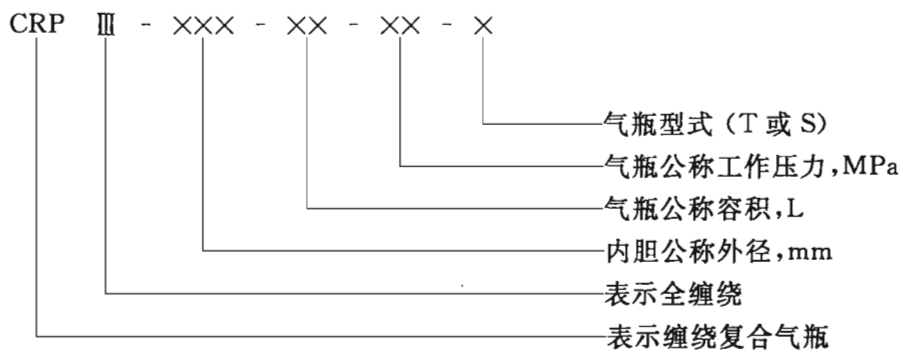 CRP Ⅲ - ××× - ×× - ×× - ×
气瓶型式(T或S)
气瓶公称工作压力,MPa
气瓶公称容积,L
内胆公称外径,mm
表示全缠绕
表示缠绕复合气瓶